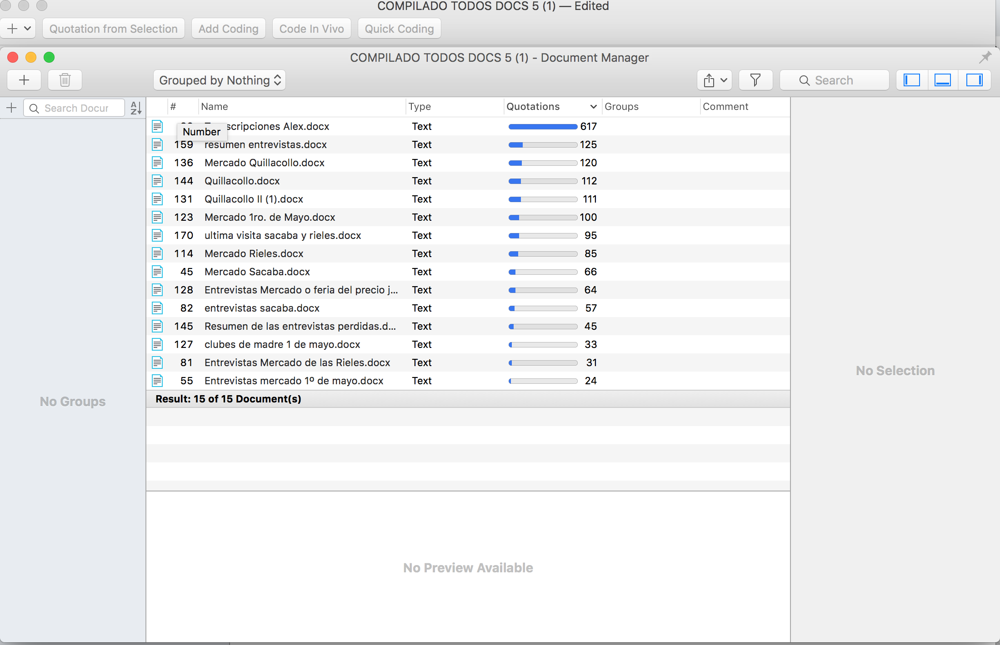 COMPILADO TODOS DOCS 5 (1) — Edited
Quotation from Selection Add Coding Code In Vivo Quick Coding
COMPILADO TODOS DOCS 5 (1) - Document Manager
Grouped by Nothing Search
Search Docur AZ # Name Type Quotations Groups Comment
scripciones Alex.docx Text 617
Number
159 resumen entrevistas.docx Text 125
136 Mercado Quillacollo.docx Text 120
144 Quillacollo.docx Text 112
131 Quillacollo II (1).docx Text 111
123 Mercado 1ro. de Mayo.docx Text 100
170 ultima visita sacaba y rieles.docx Text 95
114 Mercado Rieles.docx Text 85
45 Mercado Sacaba.docx Text 66
128 Entrevistas Mercado o feria del precio j... Text 64
82 entrevistas sacaba.docx Text 57
145 Resumen de las entrevistas perdidas.d... Text 45
127 clubes de madre 1 de mayo.docx Text 33
81 Entrevistas Mercado de las Rieles.docx Text 31
55 Entrevistas mercado 1º de mayo.docx Text 24
Result: 15 of 15 Document(s)
No Groups
No Selection
No Preview Available